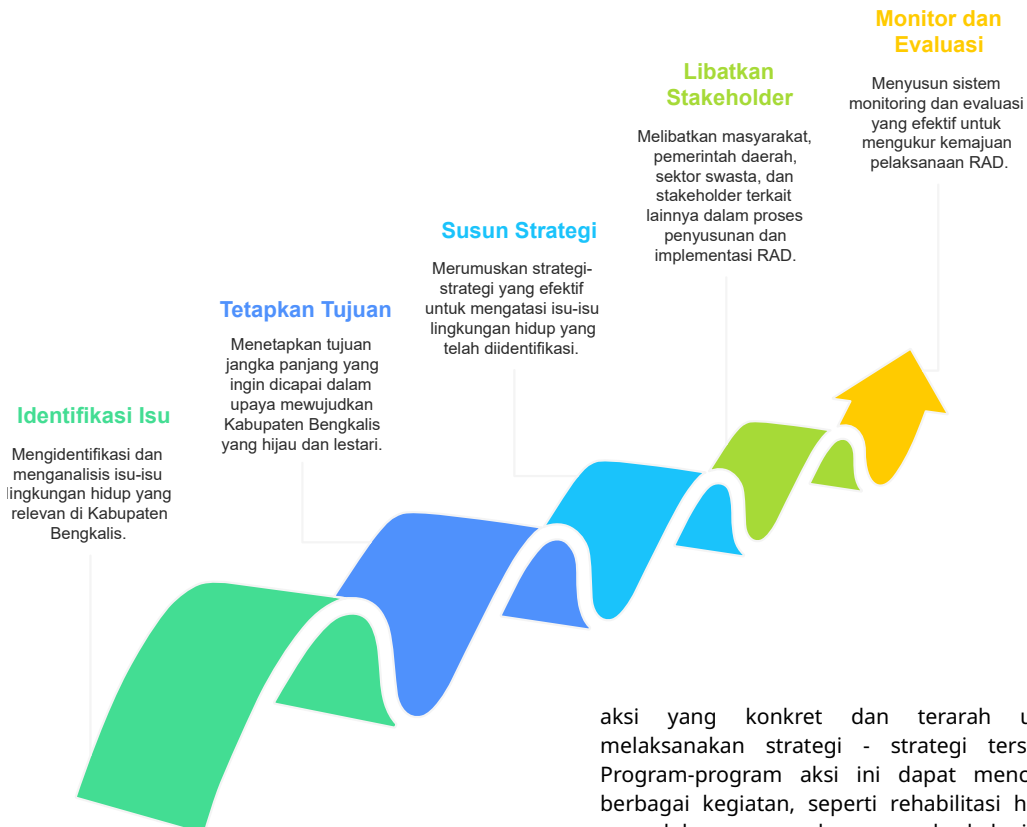 Identifikasi Isu
Mengidentifikasi dan
menganalisis isu-isu
lingkungan hidup yang
relevan di Kabupaten
Bengkalis.
Tetapkan Tujuan
Menetapkan tujuan
jangka panjang yang
ingin dicapai dalam
upaya mewujudkan
Kabupaten Bengkalis
yang hijau dan lestari.
Susun Strategi
Merumuskan strategi-
strategi yang efektif
untuk mengatasi isu-isu
lingkungan hidup yang
telah diidentifikasi.
Libatkan
Stakeholder
Melibatkan masyarakat,
pemerintah daerah,
sektor swasta, dan
stakeholder terkait
lainnya dalam proses
penyusunan dan
implementasi RAD.
Monitor dan
Evaluasi
Menyusun sistem
monitoring dan evaluasi
yang efektif untuk
mengukur kemajuan
pelaksanaan RAD.
aksi yang konkret dan terarah
melaksanakan strategi - strategi
Program-program aksi ini dapat
berbagai kegiatan, seperti rehabilitasi